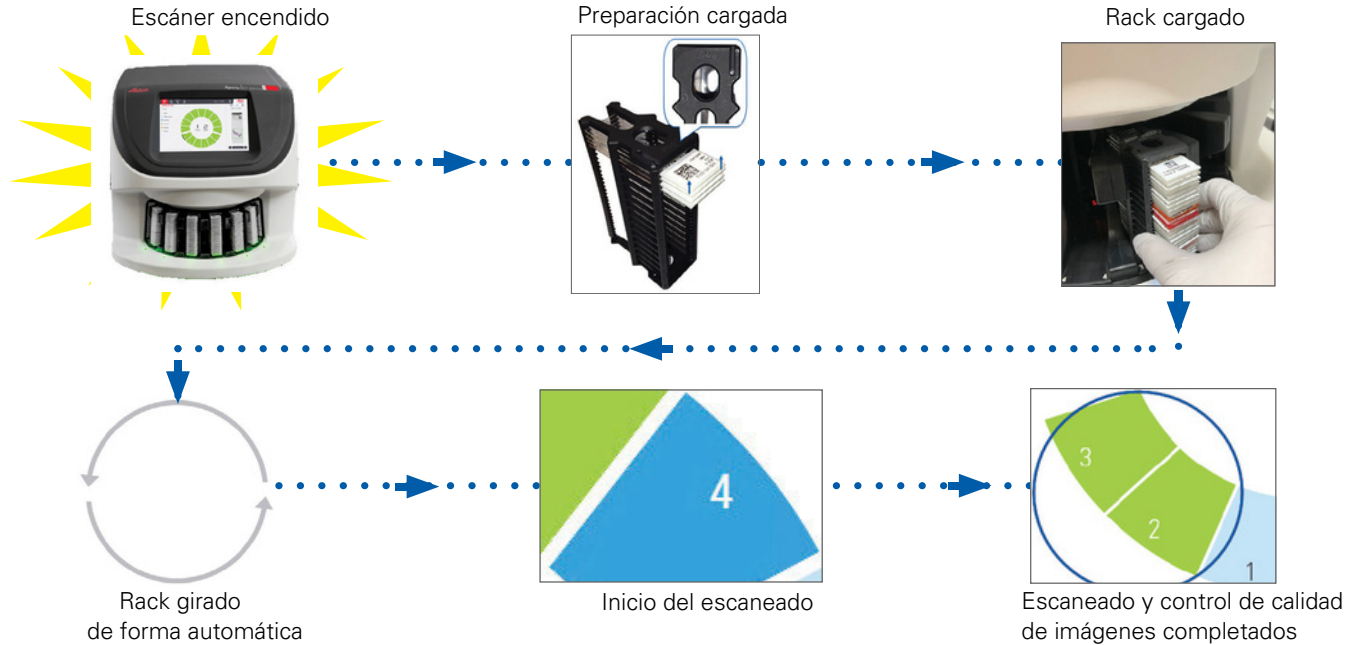 Escáner encendido
Preparación cargada
Rack cargado
Rack girado
de forma automática
4
Inicio del escaneado
3
2
1
Escaneado y control de calidad
de imágenes completados